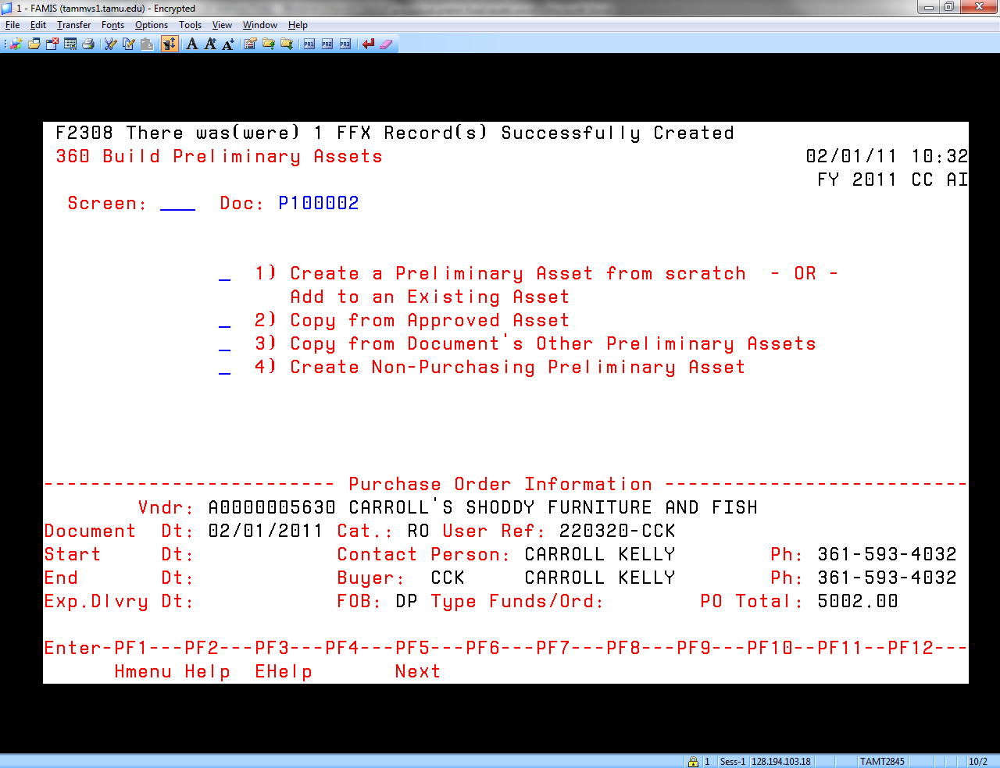 1 - FAMIS (tammvs1.tamu.edu) - Encrypted
File Edit Transfer Fonts Options Tools View Window Help
PA1 PA2 PA3
F2308 There was(were) 1 FFX Record(s) Successfully Created
360 Build Preliminary Assets 02/01/11 10:32
FY 2011 CC AI
Screen: ___ Doc: P100002
_ 1) Create a Preliminary Asset from scratch - OR -
Add to an Existing Asset
_ 2) Copy from Approved Asset
_ 3) Copy from Document's Other Preliminary Assets
_ 4) Create Non-Purchasing Preliminary Asset
------------------------- Purchase Order Information --------------------------
Vndr: A0000005630 CARROLL'S SHODDY FURNITURE AND FISH
Document Dt: 02/01/2011 Cat.: RO User Ref: 220320-CCK
Start Dt: Contact Person: CARROLL KELLY Ph: 361-593-4032
End Dt: Buyer: CCK CARROLL KELLY Ph: 361-593-4032
Exp.Dlvry Dt: FOB: DP Type Funds/Ord: PO Total: 5002.00
Enter-PF1---PF2---PF3---PF4---PF5---PF6---PF7---PF8---PF9---PF10--PF11--PF12---
Hmenu Help EHelp Next
1 Sess-1 128.194.103.18 TAMT2845 10/2